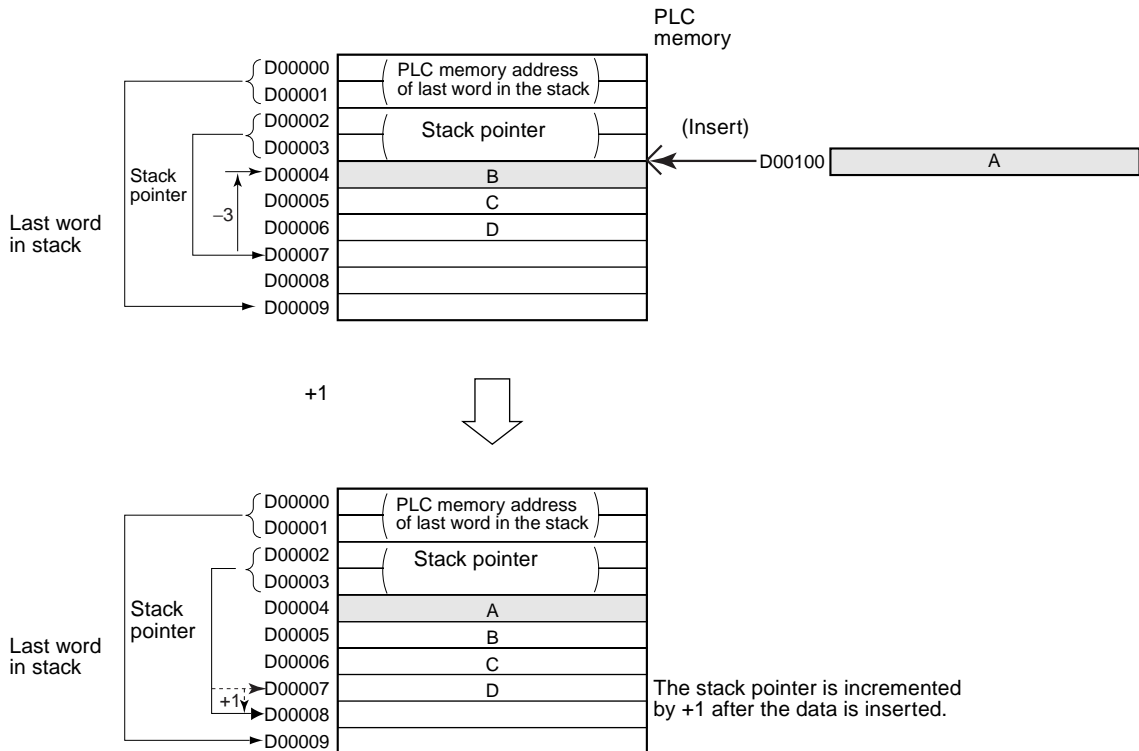 PLC
memory
D00000
PLC memory address
D00001
of last word in the stack
D00002
Stack pointer
D00003
(Insert)
D00100
A
D00004
B
Stack
pointer
D00005
C
–3
D00006
D
Last word
in stack
D00007
D00008
D00009
+1
D00000
PLC memory address
D00001
of last word in the stack
D00002
Stack pointer
D00003
D00004
A
Stack
pointer
D00005
B
Last word
in stack
D00006
C
D00007
D
+1
D00008
The stack pointer is incremented
by +1 after the data is inserted.
D00009